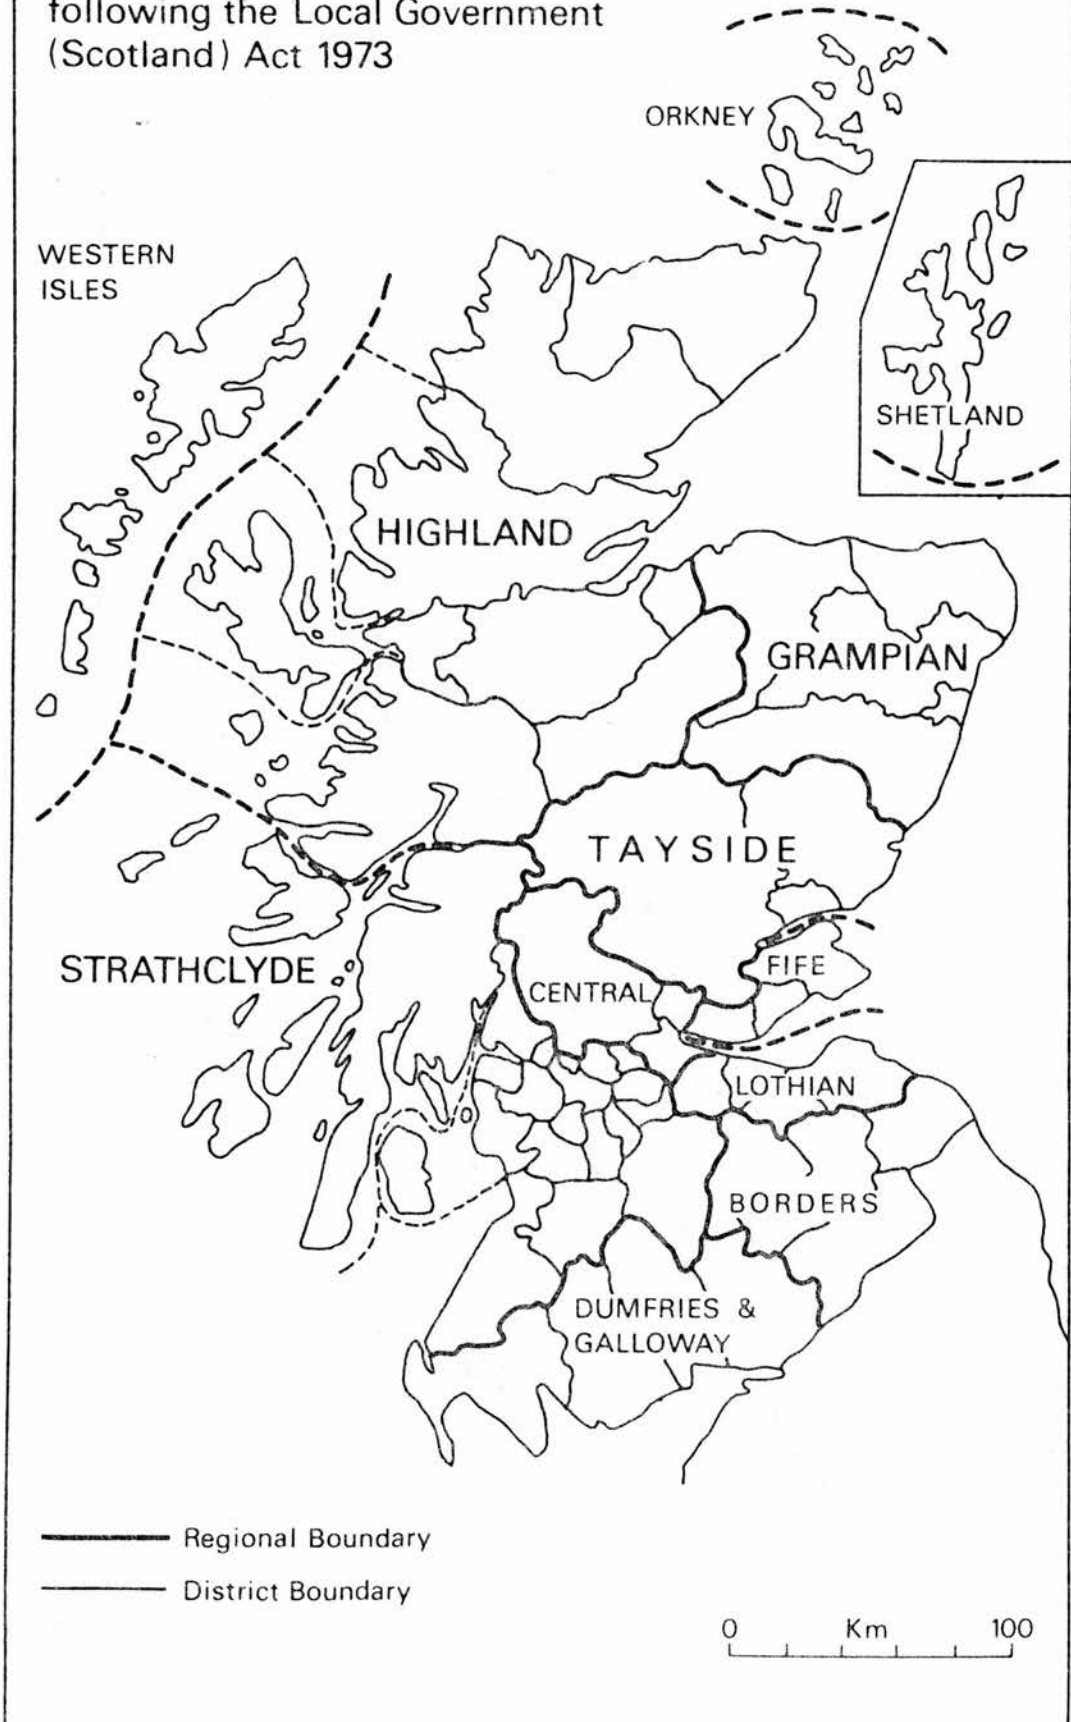 following the Local Government
(Scotland) Act 1973
ORKNEY
WESTERN
ISLES
SHETLAND
HIGHLAND
GRAMPIAN
TAYSIDE
STRATHCLYDE
FIFE
CENTRAL
LOTHIAN
BORDERS
DUMFRIES &
GALLOWAY
Regional Boundary
District Boundary
0 Km 100